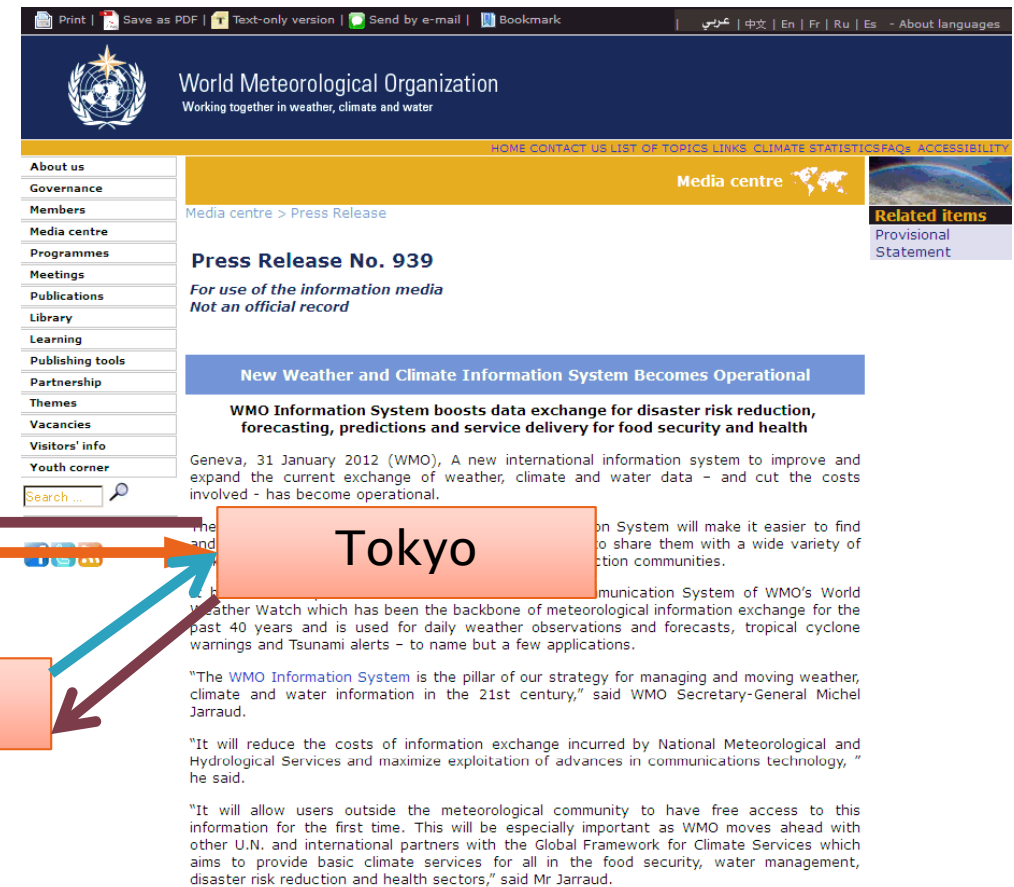 Print | Save as PDF | Text-only version | Send by e-mail | Bookmark
| عربي | 中文 | En | Fr | Ru | Es - About languages
World Meteorological Organization
Working together in weather, climate and water
HOME CONTACT US LIST OF TOPICS LINKS CLIMATE STATISTICSFAQs ACCESSIBILITY
About us
Governance
Members
Media centre
Programmes
Meetings
Publications
Library
Learning
Publishing tools
Partnership
Themes
Vacancies
Visitors' info
Youth corner
Search ...
Media centre
Media centre > Press Release
Related items
Provisional
Statement
Press Release No. 939
For use of the information media
Not an official record
New Weather and Climate Information System Becomes Operational
WMO Information System boosts data exchange for disaster risk reduction,
forecasting, predictions and service delivery for food security and health
Geneva, 31 January 2012 (WMO), A new international information system to improve and
expand the current exchange of weather, climate and water data – and cut the costs
involved - has become operational.
The System will make it easier to find
and to share them with a wide variety of
communities.
Tokyo
System of WMO's World
Weather Watch which has been the backbone of meteorological information exchange for the
past 40 years and is used for daily weather observations and forecasts, tropical cyclone
warnings and Tsunami alerts – to name but a few applications.
"The WMO Information System is the pillar of our strategy for managing and moving weather,
climate and water information in the 21st century," said WMO Secretary-General Michel
Jarraud.
"It will reduce the costs of information exchange incurred by National Meteorological and
Hydrological Services and maximize exploitation of advances in communications technology, "
he said.
"It will allow users outside the meteorological community to have free access to this
information for the first time. This will be especially important as WMO moves ahead with
other U.N. and international partners with the Global Framework for Climate Services which
aims to provide basic climate services for all in the food security, water management,
disaster risk reduction and health sectors," said Mr Jarraud.